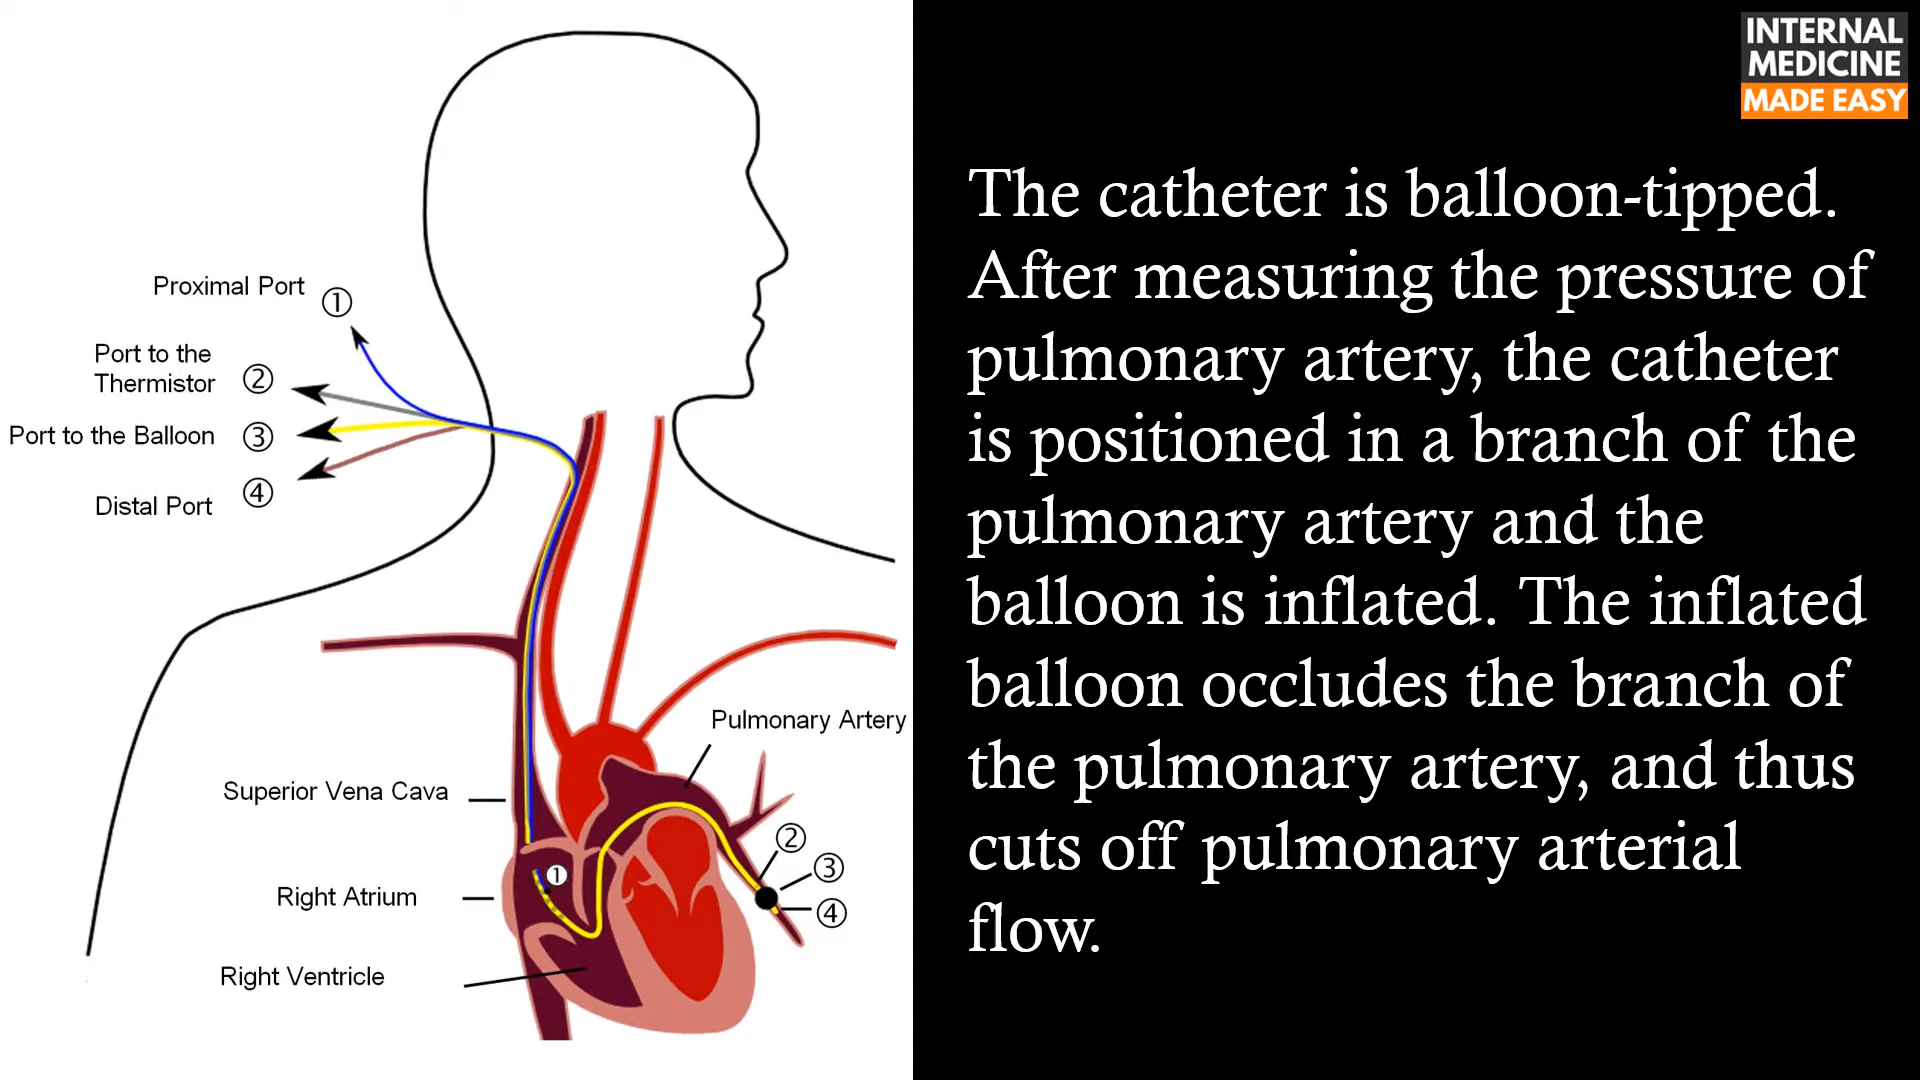 INTERNAL
MEDICINE
MADE EASY
Proximal Port ①
Port to the
Thermistor ②
Port to the Balloon ③
Distal Port ④
Pulmonary Artery
Superior Vena Cava
Right Atrium
Right Ventricle
①
②
③
④
The catheter is balloon-tipped.
After measuring the pressure of
pulmonary artery, the catheter
is positioned in a branch of the
pulmonary artery and the
balloon is inflated. The inflated
balloon occludes the branch of
the pulmonary artery, and thus
cuts off pulmonary arterial
flow.